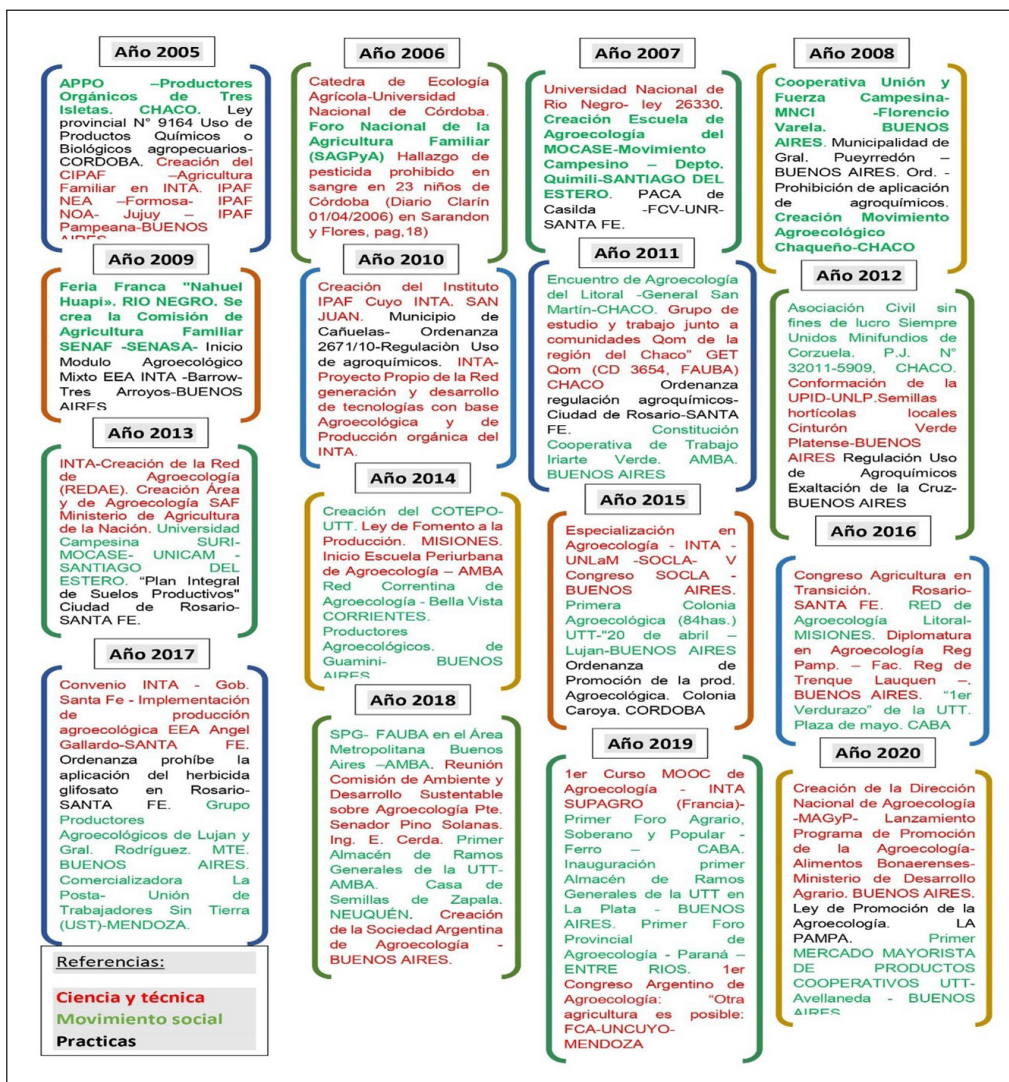 Año 2005
APPO –Productores
Orgánicos de Tres
Isletas. CHACO. Ley
provincial N° 9164 Uso de
Productos Químicos o
Biológicos agropecuarios-
CORDOBA. Creación del
CIPAF –Agricultura
Familiar en INTA. IPAF
NEA –Formosa- IPAF
NOA- Jujuy – IPAF
Pampeana-BUENOS
AIRES
Año 2006
Catedra de Ecología
Agrícola-Universidad
Nacional de Córdoba.
Foro Nacional de la
Agricultura Familiar
(SAGPyA) Hallazgo de
pesticida prohibido en
sangre en 23 niños de
Córdoba (Diario Clarín
01/04/2006) en Sarandon
y Flores, pag,18)
Año 2007
Universidad Nacional de
Rio Negro- ley 26330.
Creación Escuela de
Agroecología del
MOCASE-Movimiento
Campesino – Depto.
Quimili-SANTIAGO DEL
ESTERO. PACA de
Casilda -FCV-UNR-
SANTA FE.
Año 2008
Cooperativa Unión y
Fuerza Campesina-
MNCI -Florencio
Varela. BUENOS
AIRES. Municipalidad de
Gral. Pueyrredón –
BUENOS AIRES. Ord. -
Prohibición de aplicación
de agroquímicos.
Creación Movimiento
Agroecológico
Chaqueño-CHACO
Año 2009
Feria Franca "Nahuel
Huapi». RIO NEGRO. Se
crea la Comisión de
Agricultura Familiar
SENAF -SENASA- Inicio
Modulo Agroecológico
Mixto EEA INTA -Barrow-
Tres Arroyos-BUENOS
AIRES
Año 2010
Creación del Instituto
IPAF Cuyo INTA. SAN
JUAN. Municipio de
Cañuelas- Ordenanza
2671/10-Regulaciòn Uso
de agroquímicos. INTA-
Proyecto Propio de la Red
generación y desarrollo
de tecnologías con base
Agroecológica y de
Producción orgánica del
INTA.
Año 2011
Encuentro de Agroecología
del Litoral -General San
Martín-CHACO. Grupo de
estudio y trabajo junto a
comunidades Qom de la
región del Chaco” GET
Qom (CD 3654, FAUBA)
CHACO Ordenanza
regulación agroquímicos-
Ciudad de Rosario-SANTA
FE. Constitución
Cooperativa de Trabajo
Iriarte Verde. AMBA.
BUENOS AIRES
Año 2012
Asociación Civil sin
fines de lucro Siempre
Unidos Minifundios de
Corzuela. P.J. N°
32011-5909, CHACO.
Conformación de la
UPID-UNLP.Semillas
hortícolas locales
Cinturón Verde
Platense-BUENOS
AIRES Regulación Uso
de Agroquímicos
Exaltación de la Cruz-
BUENOS AIRES
Año 2013
INTA-Creación de la Red
de Agroecología
(REDAE). Creación Área
y de Agroecología SAF
Ministerio de Agricultura
de la Nación. Universidad
Campesina SURI-
MOCASE- UNICAM -
SANTIAGO DEL
ESTERO. “Plan Integral
de Suelos Productivos"
Ciudad de Rosario-
SANTA FE.
Año 2014
Creación del COTEPO-
UTT. Ley de Fomento a la
Producción. MISIONES.
Inicio Escuela Periurbana
de Agroecología – AMBA
Red Correntina de
Agroecología - Bella Vista
CORRIENTES.
Productores
Agroecológicos. de
Guamini- BUENOS
AIRES
Año 2015
Especialización en
Agroecología - INTA -
UNLaM -SOCLA- V
Congreso SOCLA -
BUENOS AIRES.
Primera Colonia
Agroecológica (84has.)
UTT-"20 de abril –
Lujan-BUENOS AIRES
Ordenanza de
Promoción de la prod.
Agroecológica. Colonia
Caroya. CORDOBA
Año 2016
Congreso Agricultura en
Transición. Rosario-
SANTA FE. RED de
Agroecología Litoral-
MISIONES. Diplomatura
en Agroecología Reg
Pamp. – Fac. Reg de
Trenque Lauquen –.
BUENOS AIRES. “1er
Verdurazo” de la UTT.
Plaza de mayo. CABA
Año 2017
Convenio INTA - Gob.
Santa Fe - Implementación
de producción
agroecológica EEA Angel
Gallardo-SANTA FE.
Ordenanza prohíbe la
aplicación del herbicida
glifosato en Rosario-
SANTA FE. Grupo
Productores
Agroecológicos de Lujan y
Gral. Rodríguez. MTE.
BUENOS AIRES.
Comercializadora La
Posta- Unión de
Trabajadores Sin Tierra
(UST)-MENDOZA.
Año 2018
SPG- FAUBA en el Área
Metropolitana Buenos
Aires –AMBA. Reunión
Comisión de Ambiente y
Desarrollo Sustentable
sobre Agroecología Pte.
Senador Pino Solanas.
Ing. E. Cerda. Primer
Almacén de Ramos
Generales de la UTT-
AMBA. Casa de
Semillas de Zapala.
NEUQUÉN. Creación
de la Sociedad Argentina
de Agroecología -
BUENOS AIRES.
Año 2019
1er Curso MOOC de
Agroecología - INTA
SUPAGRO (Francia)-
Primer Foro Agrario,
Soberano y Popular -
Ferro – CABA.
Inauguración primer
Almacén de Ramos
Generales de la UTT en
La Plata - BUENOS
AIRES. Primer Foro
Provincial de
Agroecología - Paraná –
ENTRE RIOS. 1er
Congreso Argentino de
Agroecología: “Otra
agricultura es posible:
FCA-UNCUYO-
MENDOZA
Año 2020
Creación de la Dirección
Nacional de Agroecología
-MAGyP- Lanzamiento
Programa de Promoción
de la Agroecología-
Alimentos Bonaerenses-
Ministerio de Desarrollo
Agrario. BUENOS AIRES.
Ley de Promoción de la
Agroecología. LA
PAMPA. Primer
MERCADO MAYORISTA
DE PRODUCTOS
COOPERATIVOS UTT-
Avellaneda - BUENOS
AIRES
Referencias:
Ciencia y técnica
Movimiento social
Practicas